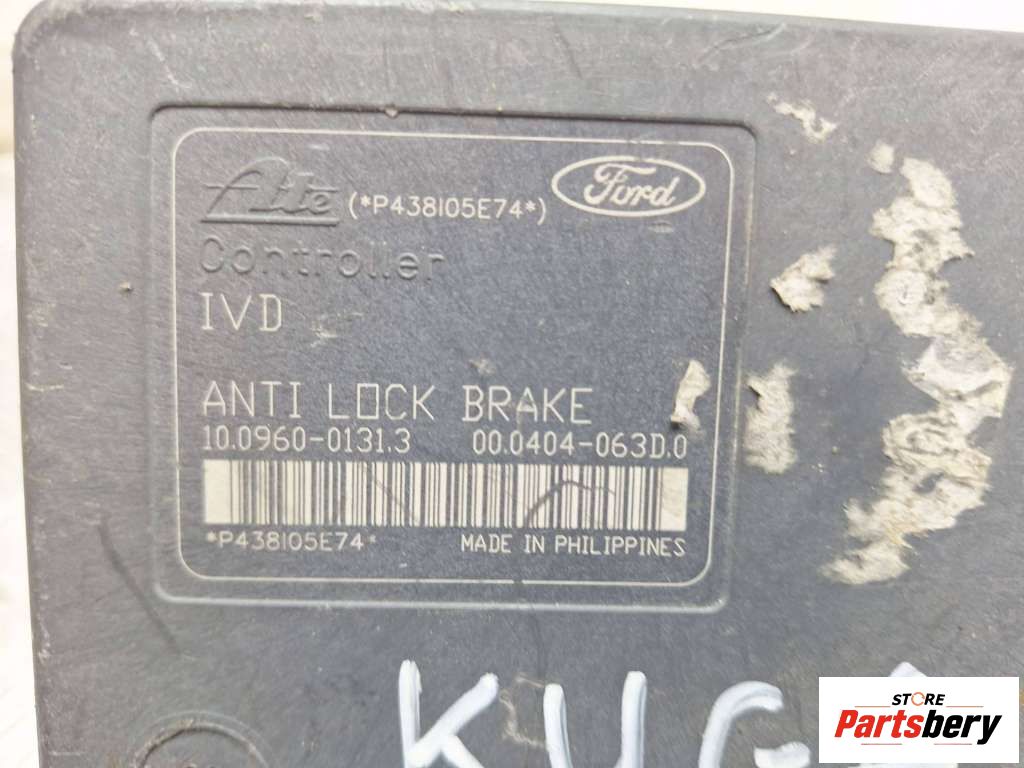 Ate (*P438105E74*) Ford
Controller
IVD
ANTI LOCK BRAKE
10.0960-0131.3 00.0404-063D.0
*P438105E74*
MADE IN PHILIPPINES
KUGA
STORE
Partsbery